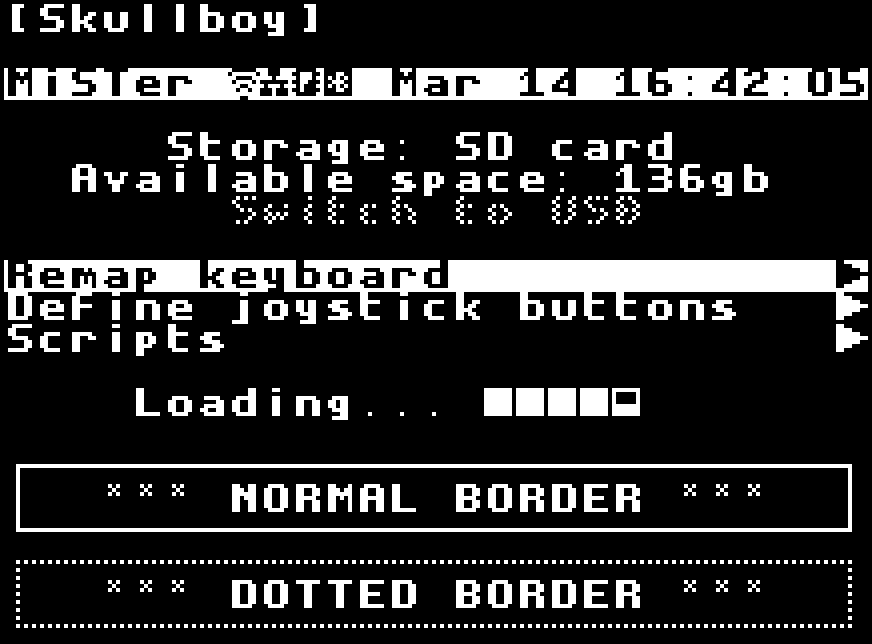 [Skullboy]
MiSTer Mar 14 16:42:05
Storage: SD card
Available space: 136gb
Switch to USB
Remap keyboard
Define joystick buttons
Scripts
Loading...
*** NORMAL BORDER ***
*** DOTTED BORDER ***